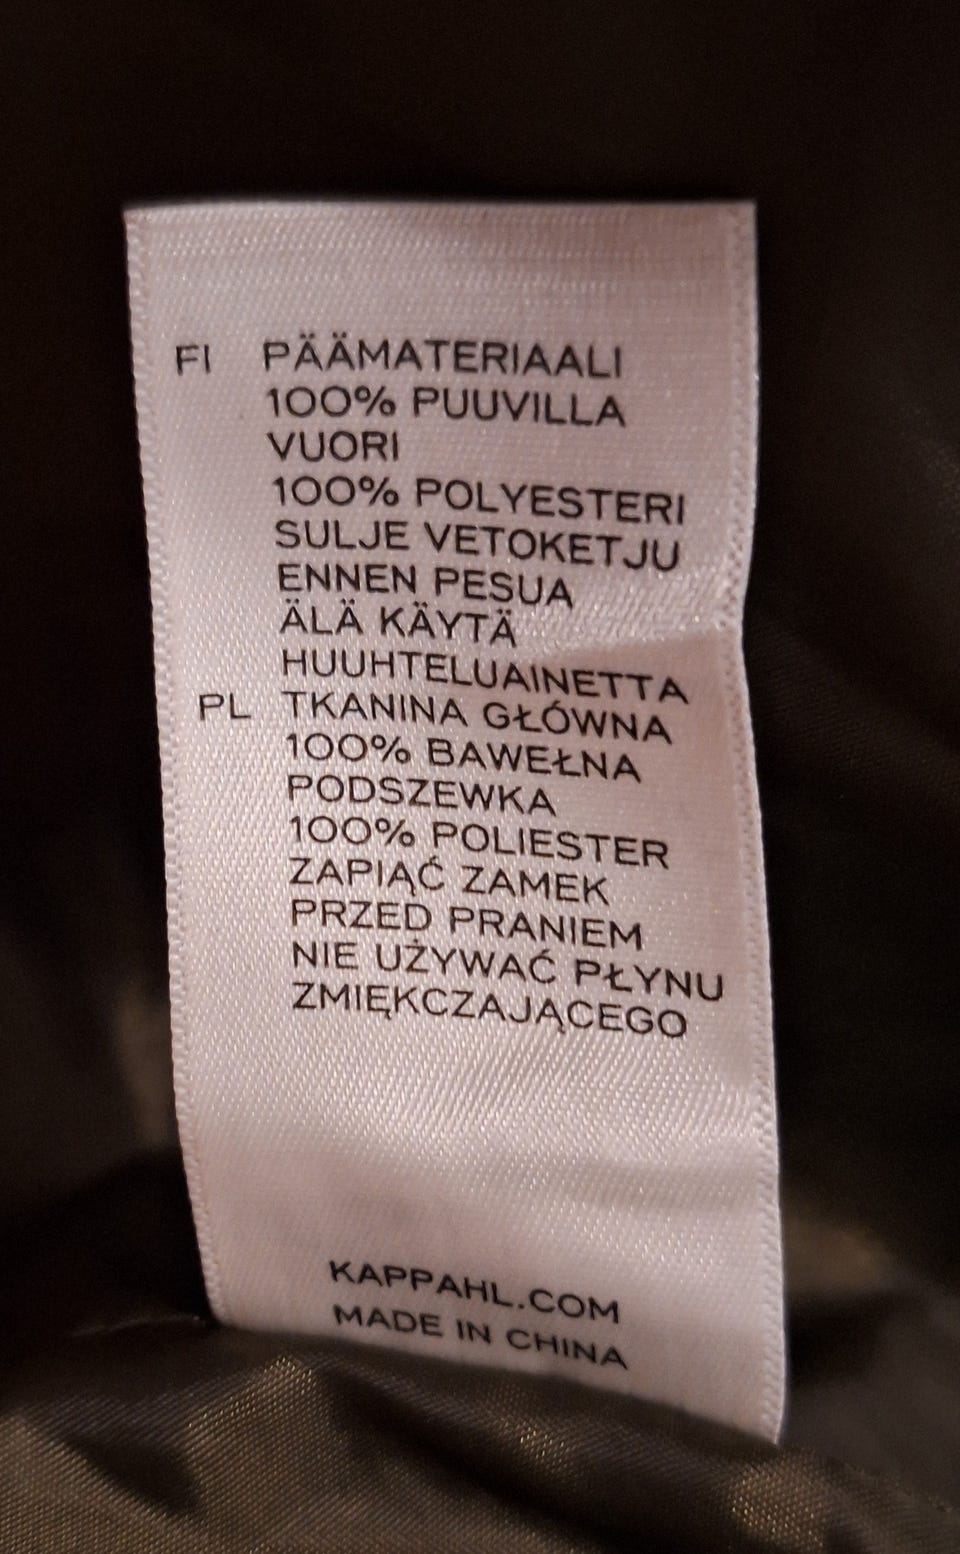 FI PÄÄMATERIAALI
100% PUUVILLA
VUORI
100% POLYESTERI
SULJE VETOKETJU
ENNEN PESUA
ÄLÄ KÄYTÄ
HUUHTELUAINETTA
PL TKANINA GŁÓWNA
100% BAWEŁNA
PODSZEWKA
100% POLIESTER
ZAPIĄĆ ZAMEK
PRZED PRANIEM
NIE UŻYWAĆ PŁYNU
ZMIĘKCZAJĄCEGO
KAPPAHL.COM
MADE IN CHINA